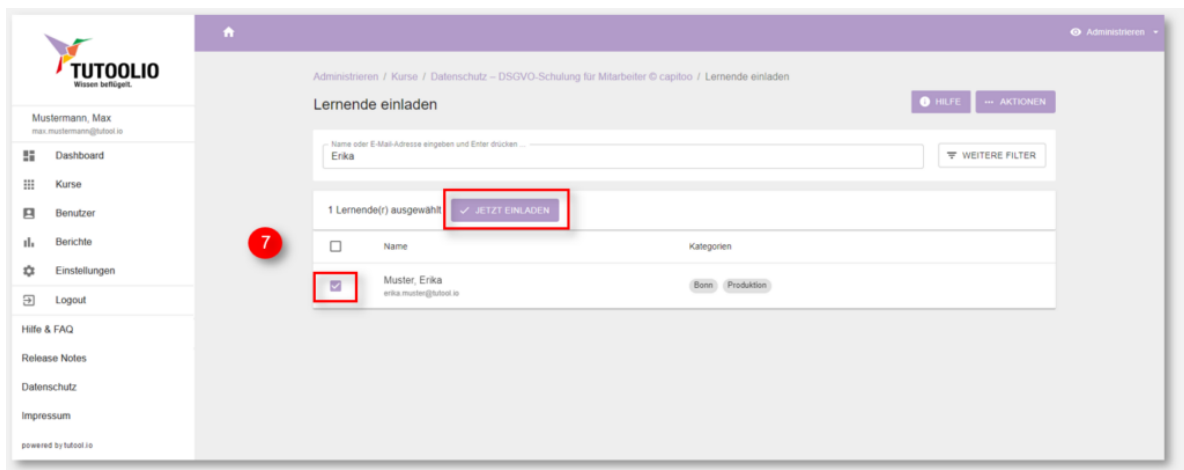 TUTOOLIO
Wissen beflügelt.
Mustermann, Max
max.mustermann@tutool.io
Dashboard
Kurse
Benutzer
Berichte
Einstellungen
Logout
Hilfe & FAQ
Release Notes
Datenschutz
Impressum
powered by tutool.io
Administrieren
Administrieren / Kurse / Datenschutz – DSGVO-Schulung für Mitarbeiter © capitoo / Lernende einladen
Lernende einladen
HILFE
AKTIONEN
Name oder E-Mail-Adresse eingeben und Enter drücken ...
Erika
WEITERE FILTER
1 Lernende(r) ausgewählt
JETZT EINLADEN
7
Name
Kategorien
Muster, Erika
erika.muster@tutool.io
Bonn
Produktion